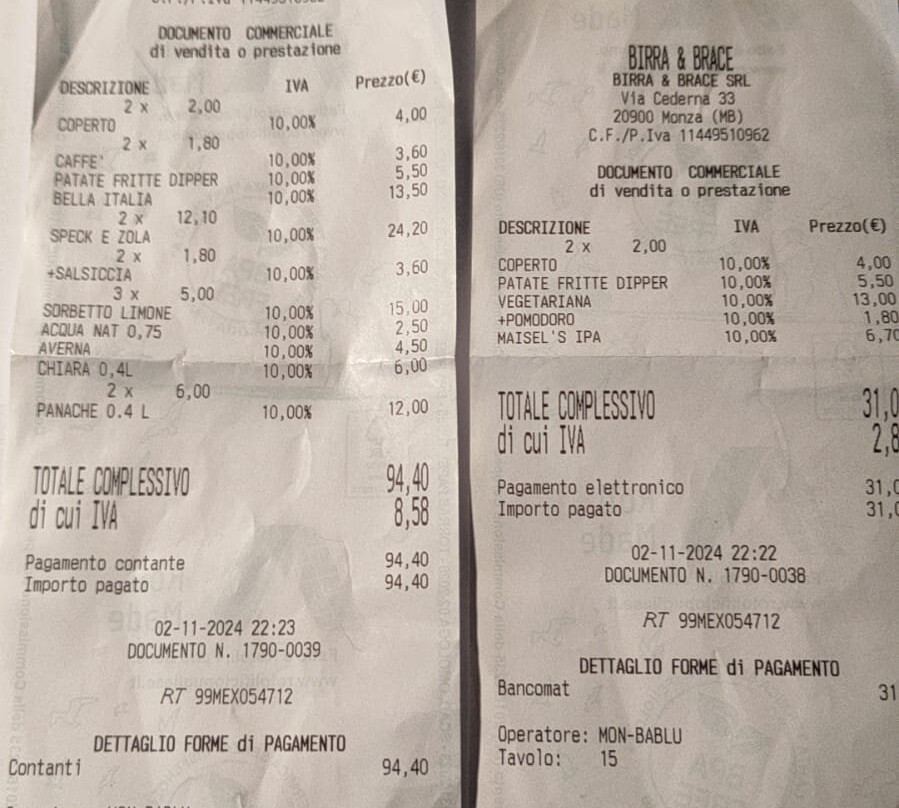 DOCUMENTO COMMERCIALE
di vendita o prestazione
DESCRIZIONE IVA Prezzo(€)
2 x 2,00
COPERTO 10,00% 4,00
2 x 1,80
CAFFE' 10,00% 3,60
PATATE FRITTE DIPPER 10,00% 5,50
BELLA ITALIA 10,00% 13,50
2 x 12,10
SPECK E ZOLA 10,00% 24,20
2 x 1,80
+SALSICCIA 10,00% 3,60
3 x 5,00
SORBETTO LIMONE 10,00% 15,00
ACQUA NAT 0,75 10,00% 2,50
AVERNA 10,00% 4,50
CHIARA 0,4L 10,00% 6,00
2 x 6,00
PANACHE 0.4 L 10,00% 12,00
TOTALE COMPLESSIVO 94,40
di cui IVA 8,58
Pagamento contante 94,40
Importo pagato 94,40
02-11-2024 22:23
DOCUMENTO N. 1790-0039
RT 99MEX054712
DETTAGLIO FORME di PAGAMENTO
Contanti 94,40
BIRRA & BRACE
BIRRA & BRACE SRL
Via Cederna 33
20900 Monza (MB)
C.F./P.Iva 11449510962
DOCUMENTO COMMERCIALE
di vendita o prestazione
DESCRIZIONE IVA Prezzo(€)
2 x 2,00
COPERTO 10,00% 4,00
PATATE FRITTE DIPPER 10,00% 5,50
VEGETARIANA 10,00% 13,00
+POMODORO 10,00% 1,80
MAISEL'S IPA 10,00% 6,70
TOTALE COMPLESSIVO 31,0
di cui IVA 2,8
Pagamento elettronico 31,0
Importo pagato 31,0
02-11-2024 22:22
DOCUMENTO N. 1790-0038
RT 99MEX054712
DETTAGLIO FORME di PAGAMENTO
Bancomat 31
Operatore: MON-BABLU
Tavolo: 15